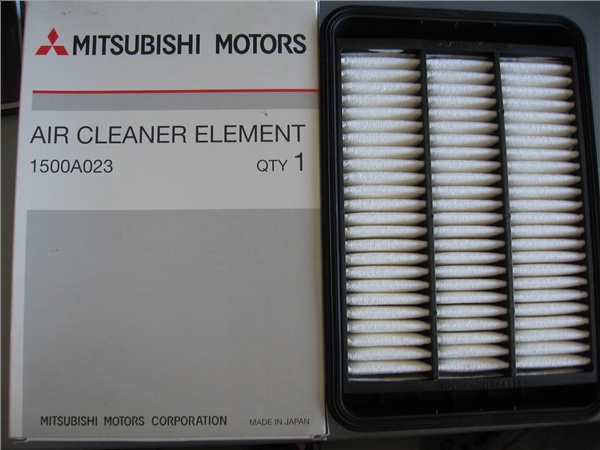 MITSUBISHI MOTORS
AIR CLEANER ELEMENT
1500A023 QTY 1
MITSUBISHI MOTORS CORPORATION MADE IN JAPAN